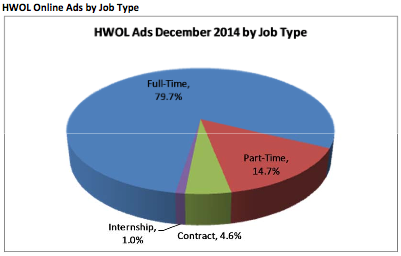 HWOL Online Ads by Job Type
HWOL Ads December 2014 by Job Type
Full-Time,
79.7%
Part-Time,
14.7%
Internship,
1.0%
Contract, 4.6%